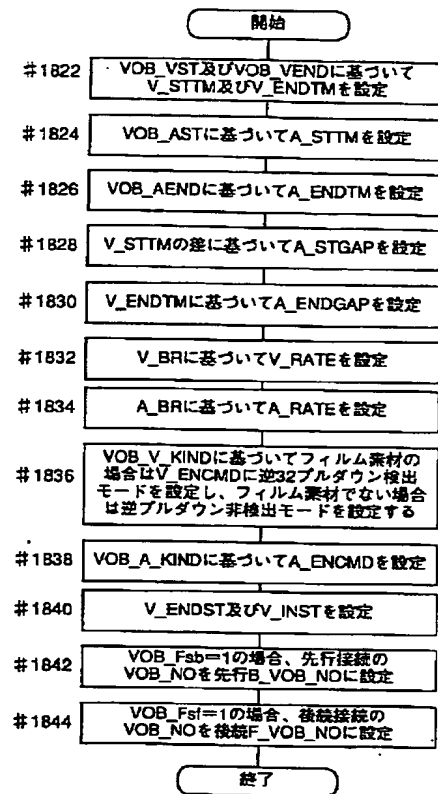 開始
#1822
VOB_VST及びVOB_VENDに基づいて
V_STTM及びV_ENDTMを設定
#1824
VOB_ASTに基づいてA_STTMを設定
#1826
VOB_AENDに基づいてA_ENDTMを設定
#1828
V_STTMの差に基づいてA_STGAPを設定
#1830
V_ENDTMに基づいてA_ENDGAPを設定
#1832
V_BRに基づいてV_RATEを設定
#1834
A_BRに基づいてA_RATEを設定
#1836
VOB_V_KINDに基づいてフィルム素材の
場合はV_ENCMDに逆32プルダウン検出
モードを設定し、フィルム素材でない場合
は逆プルダウン非検出モードを設定する
#1838
VOB_A_KINDに基づいてA_ENCMDを設定
#1840
V_ENDST及びV_INSTを設定
#1842
VOB_Fsb=1の場合、先行接続の
VOB_NOを先行B_VOB_NOに設定
#1844
VOB_Fsf=1の場合、後続接続の
VOB_NOを後続F_VOB_NOに設定
終了